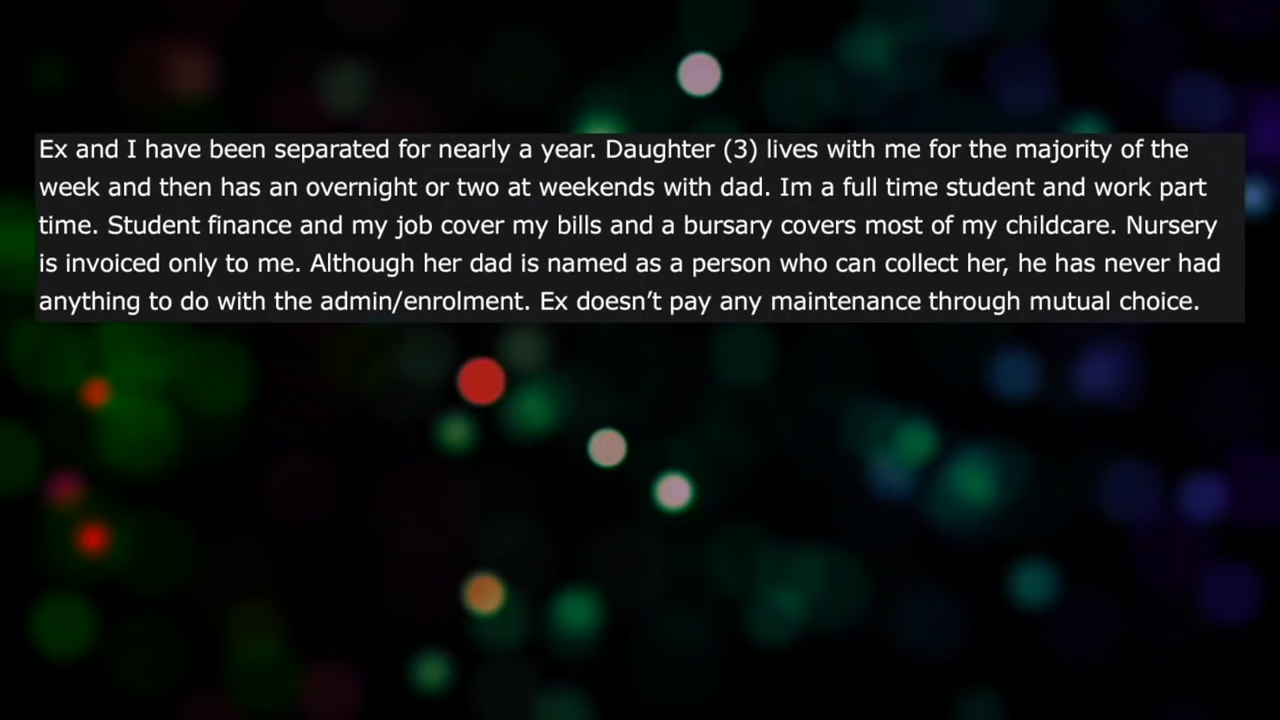 Ex and I have been separated for nearly a year. Daughter (3) lives with me for the majority of the
week and then has an overnight or two at weekends with dad. Im a full time student and work part
time. Student finance and my job cover my bills and a bursary covers most of my childcare. Nursery
is invoiced only to me. Although her dad is named as a person who can collect her, he has never had
anything to do with the admin/enrolment. Ex doesn’t pay any maintenance through mutual choice.